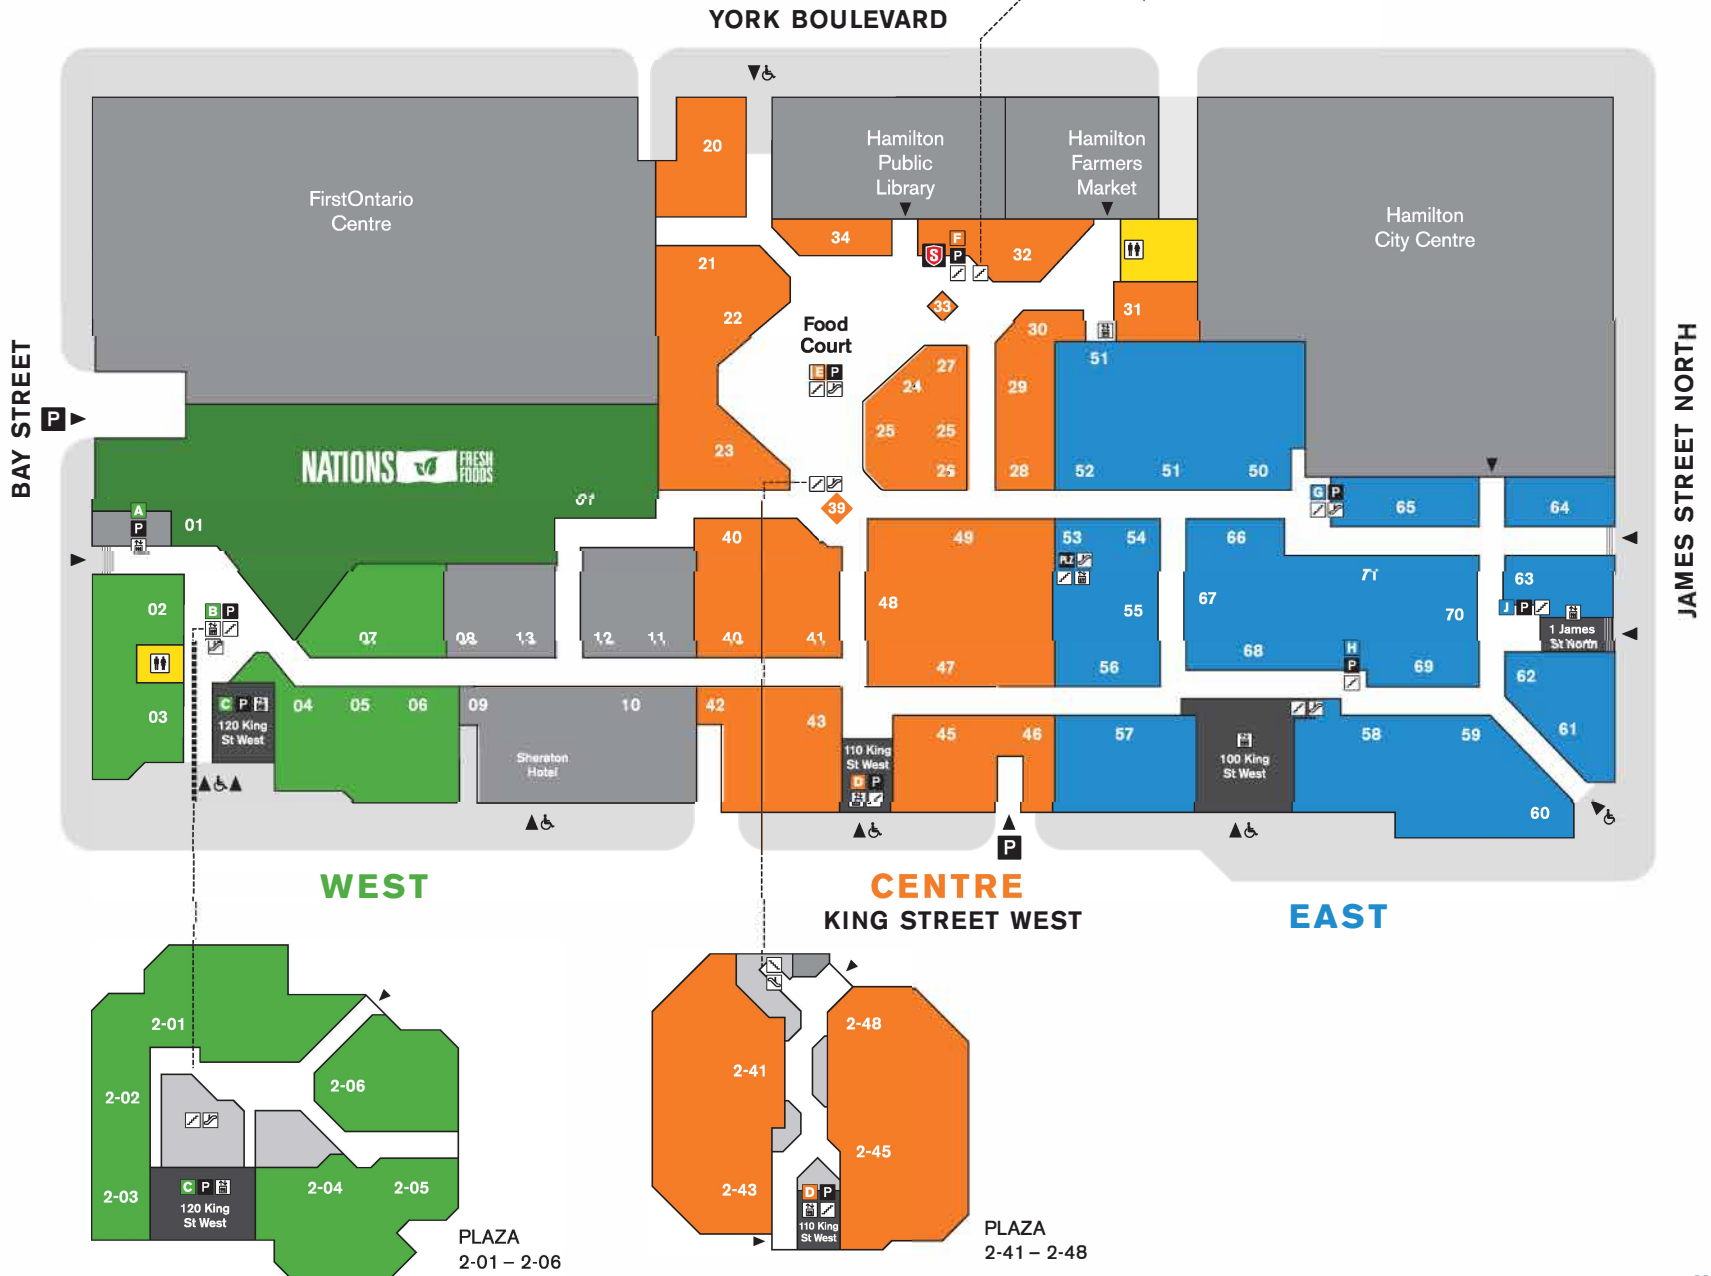 YORK BOULEVARD
FirstOntario
Centre
20
Hamilton
Public
Library
Hamilton
Farmers
Market
Hamilton
City Centre
34
F
S
P
32
21
22
33
31
30
Food
Court
E P
27
24
29
51
BAY STREET
P
JAMES STREET NORTH
NATIONS FRESH
FOODS
23
25
25
25
28
52
51
50
01
A
P
01
39
G P
65
64
40
49
53
54
66
63
02
B P
07
08
13
12
11
40
41
48
55
67
71
70
J P
1 James
St North
47
56
68
H
P
69
62
03
C P
120 King
St West
04
05
06
09
10
42
43
45
46
57
58
59
61
Sheraton
Hotel
110 King
St West
D P
100 King
St West
60
P
WEST
CENTRE
KING STREET WEST
EAST
2-01
2-02
2-06
2-03
C P
120 King
St West
2-04
2-05
PLAZA
2-01 – 2-06
2-48
2-41
2-45
2-43
D P
110 King
St West
PLAZA
2-41 – 2-48